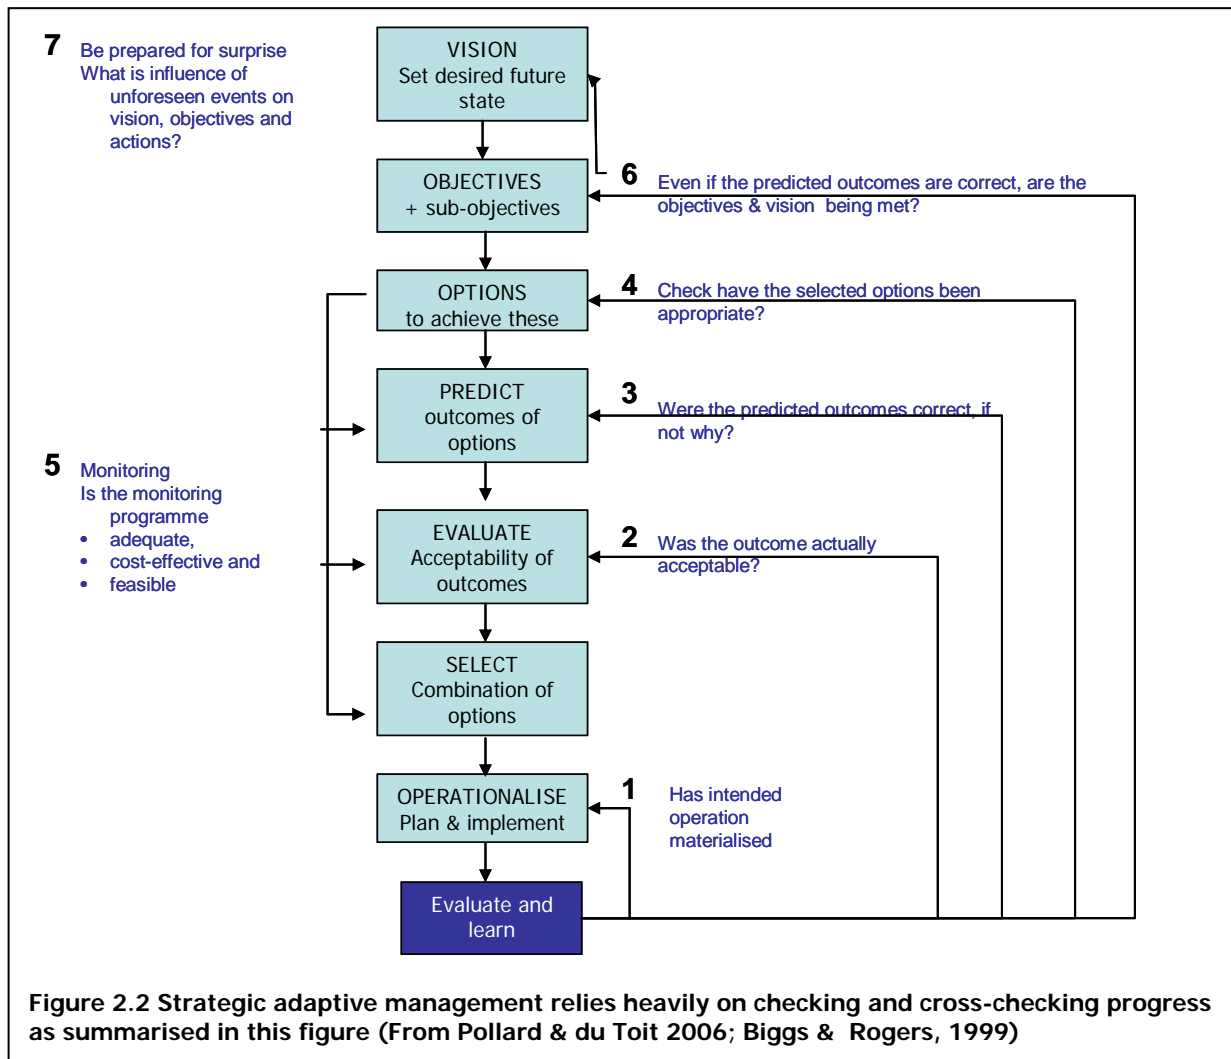 7 Be prepared for surprise
What is influence of
unforeseen events on
vision, objectives and
actions?
VISION
Set desired future
state
OBJECTIVES
+ sub-objectives
6 Even if the predicted outcomes are correct, are the
objectives & vision being met?
OPTIONS
to achieve these
4 Check have the selected options been
appropriate?
PREDICT
outcomes of
options
3 Were the predicted outcomes correct, if
not why?
5 Monitoring
Is the monitoring
programme
• adequate,
• cost-effective and
• feasible
EVALUATE
Acceptability of
outcomes
2 Was the outcome actually
acceptable?
SELECT
Combination of
options
OPERATIONALISE
Plan & implement
1 Has intended
operation
materialised
Evaluate and
learn
Figure 2.2 Strategic adaptive management relies heavily on checking and cross-checking progress
as summarised in this figure (From Pollard & du Toit 2006; Biggs & Rogers, 1999)